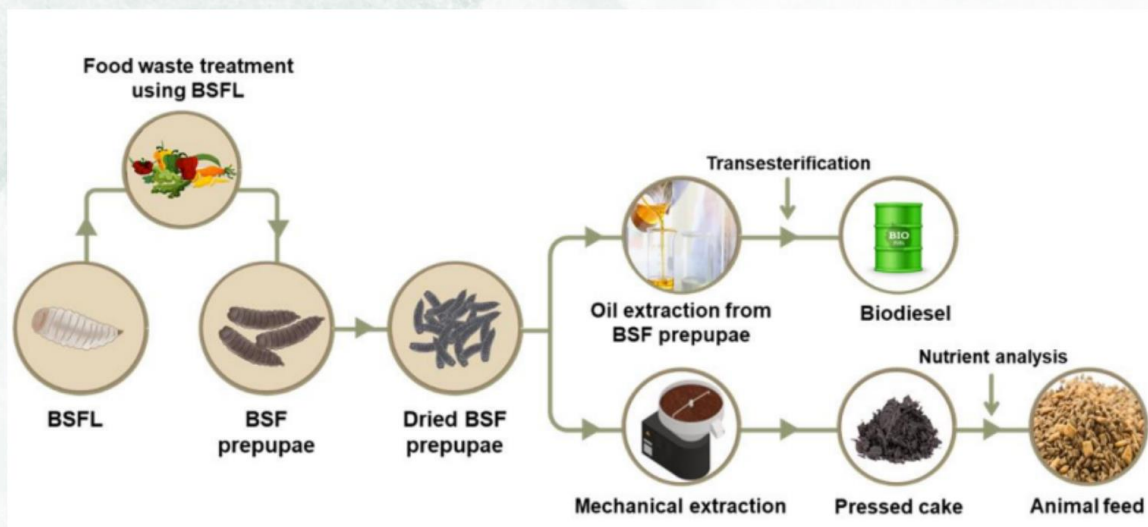 Food waste treatment
using BSFL
BSFL
BSF
prepupae
Dried BSF
prepupae
Transesterification
Oil extraction from
BSF prepupae
BIO
Biodiesel
Nutrient analysis
Mechanical extraction
Pressed cake
Animal feed